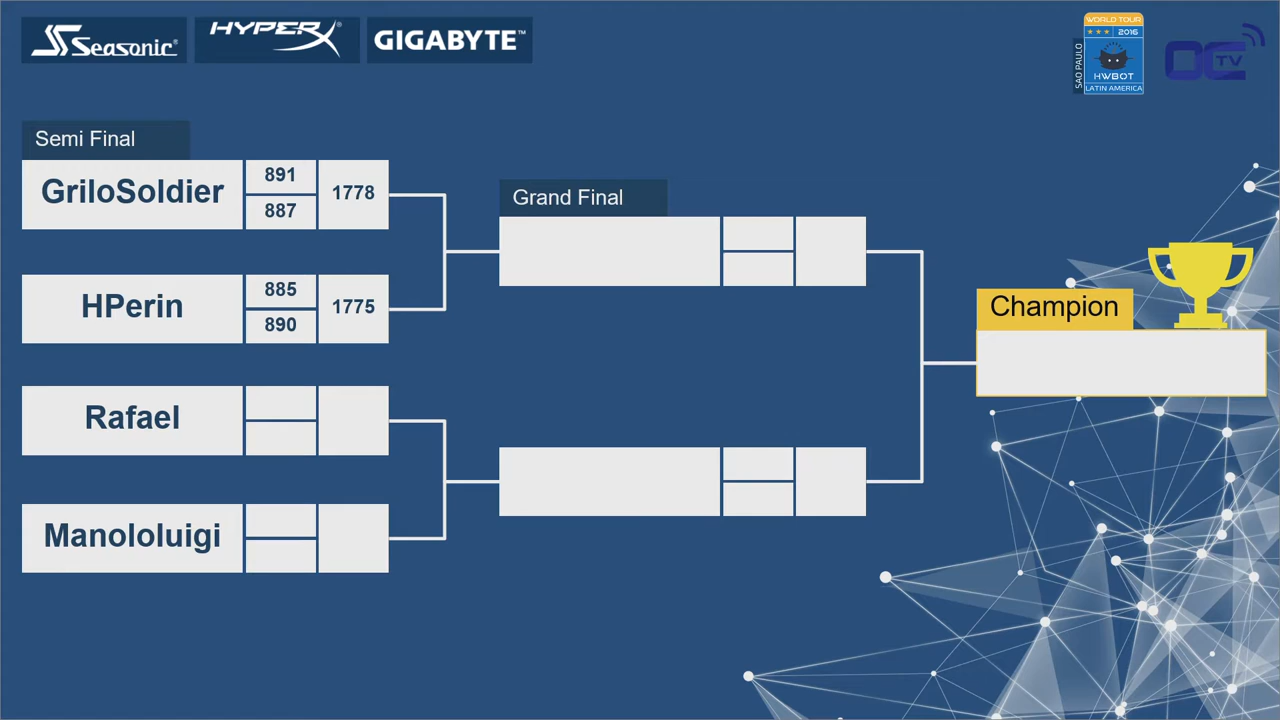 SEASONIC®
HYPERX®
GIGABYTE™
WORLD TOUR
2016
SAO PAULO
HWBOT
LATIN AMERICA
OC TV
Semi Final
GriloSoldier
891
887
1778
HPerin
885
890
1775
Rafael
Manololuigi
Grand Final
Champion